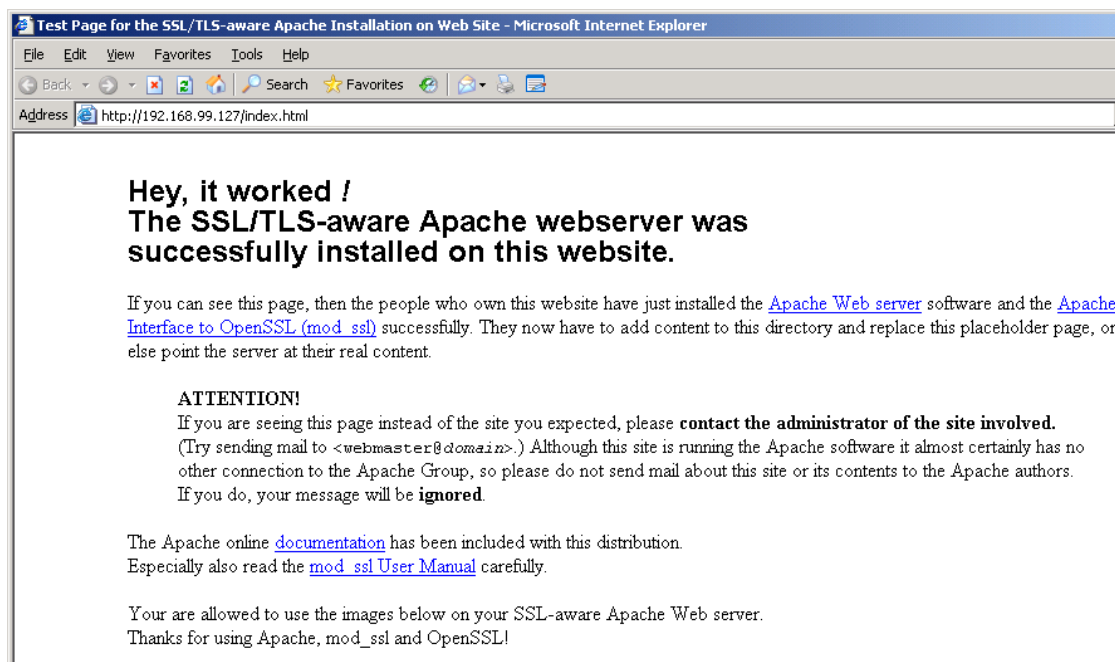 Test Page for the SSL/TLS-aware Apache Installation on Web Site - Microsoft Internet Explorer
File Edit View Favorites Tools Help
Back Search Favorites
Address http://192.168.99.127/index.html
Hey, it worked !
The SSL/TLS-aware Apache webserver was
successfully installed on this website.
If you can see this page, then the people who own this website have just installed the Apache Web server software and the Apache
Interface to OpenSSL (mod_ssl) successfully. They now have to add content to this directory and replace this placeholder page, or
else point the server at their real content.
ATTENTION!
If you are seeing this page instead of the site you expected, please contact the administrator of the site involved.
(Try sending mail to <webmaster@domain>.) Although this site is running the Apache software it almost certainly has no
other connection to the Apache Group, so please do not send mail about this site or its contents to the Apache authors.
If you do, your message will be ignored.
The Apache online documentation has been included with this distribution.
Especially also read the mod_ssl User Manual carefully.
Your are allowed to use the images below on your SSL-aware Apache Web server.
Thanks for using Apache, mod_ssl and OpenSSL!